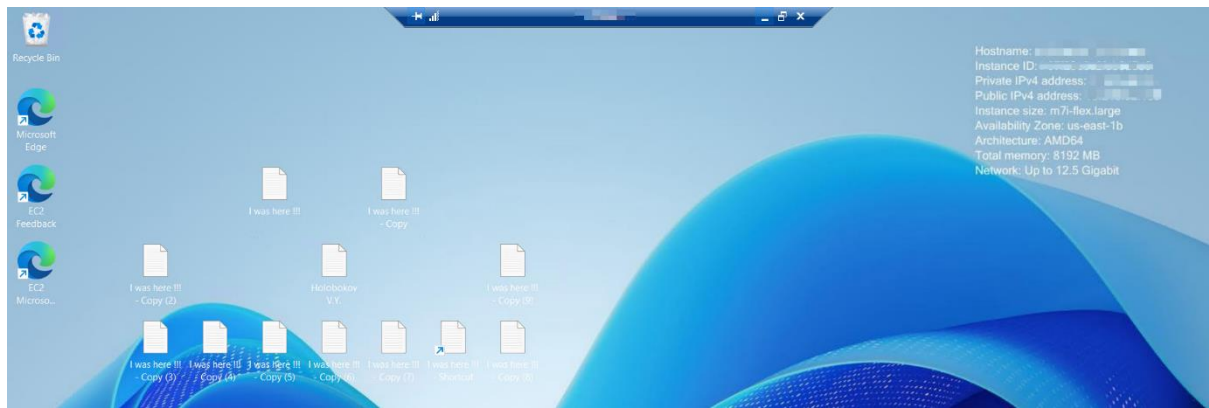 Recycle Bin
Microsoft
Edge
EC2
Feedback
EC2
Microso...
Hostname:
Instance ID:
Private IPv4 address:
Public IPv4 address:
Instance size: m7i-flex.large
Availability Zone: us-east-1b
Architecture: AMD64
Total memory: 8192 MB
Network: Up to 12.5 Gigabit
I was here !!!
I was here !!!
- Copy
I was here !!!
- Copy (2)
Holobokov
V.Y.
I was here !!!
- Copy (9)
I was here !!!
- Copy (3)
I was here !!!
- Copy (4)
I was here !!!
- Copy (5)
I was here !!!
- Copy (6)
I was here !!!
- Copy (7)
I was here !!!
Shortcut
I was here !!!
- Copy (8)